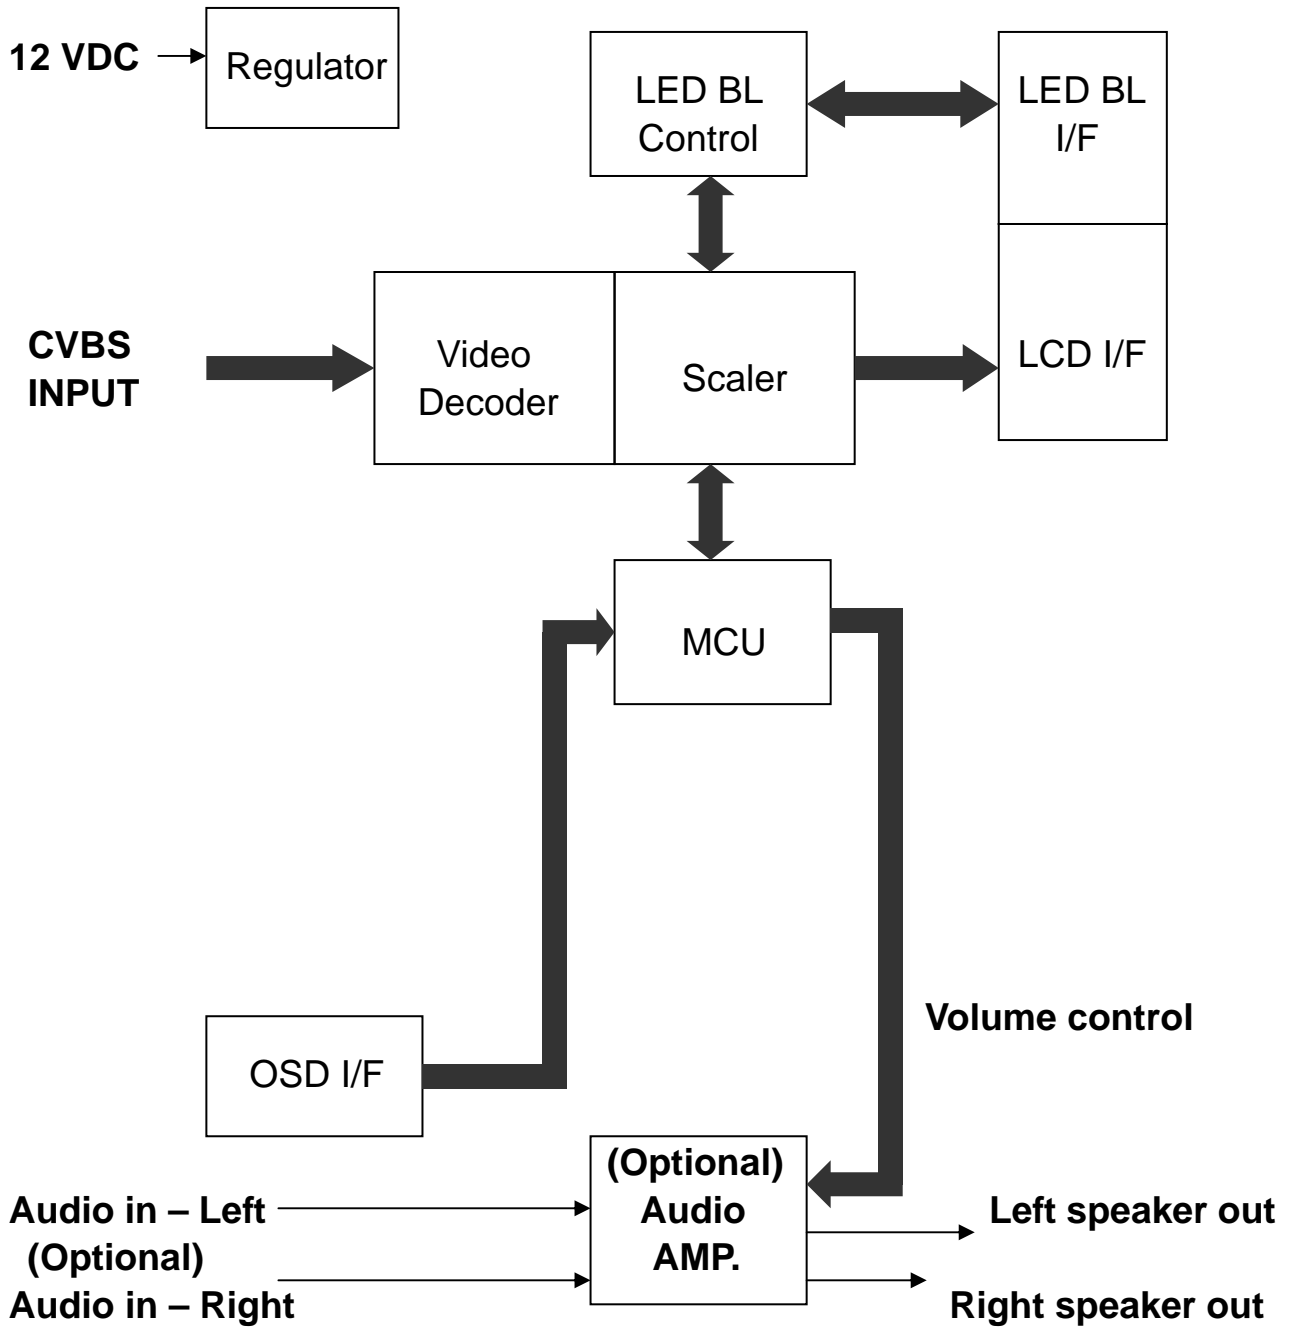 12 VDC
Regulator
LED BL
Control
LED BL
I/F
CVBS
INPUT
Video
Decoder
Scaler
LCD I/F
MCU
Volume control
OSD I/F
(Optional)
Audio
AMP.
Audio in – Left
(Optional)
Audio in – Right
Left speaker out
Right speaker out